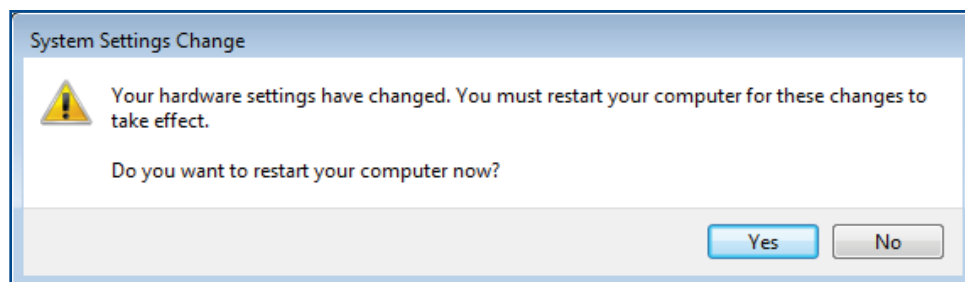 System Settings Change
Your hardware settings have changed. You must restart your computer for these changes to
take effect.
Do you want to restart your computer now?
Yes No